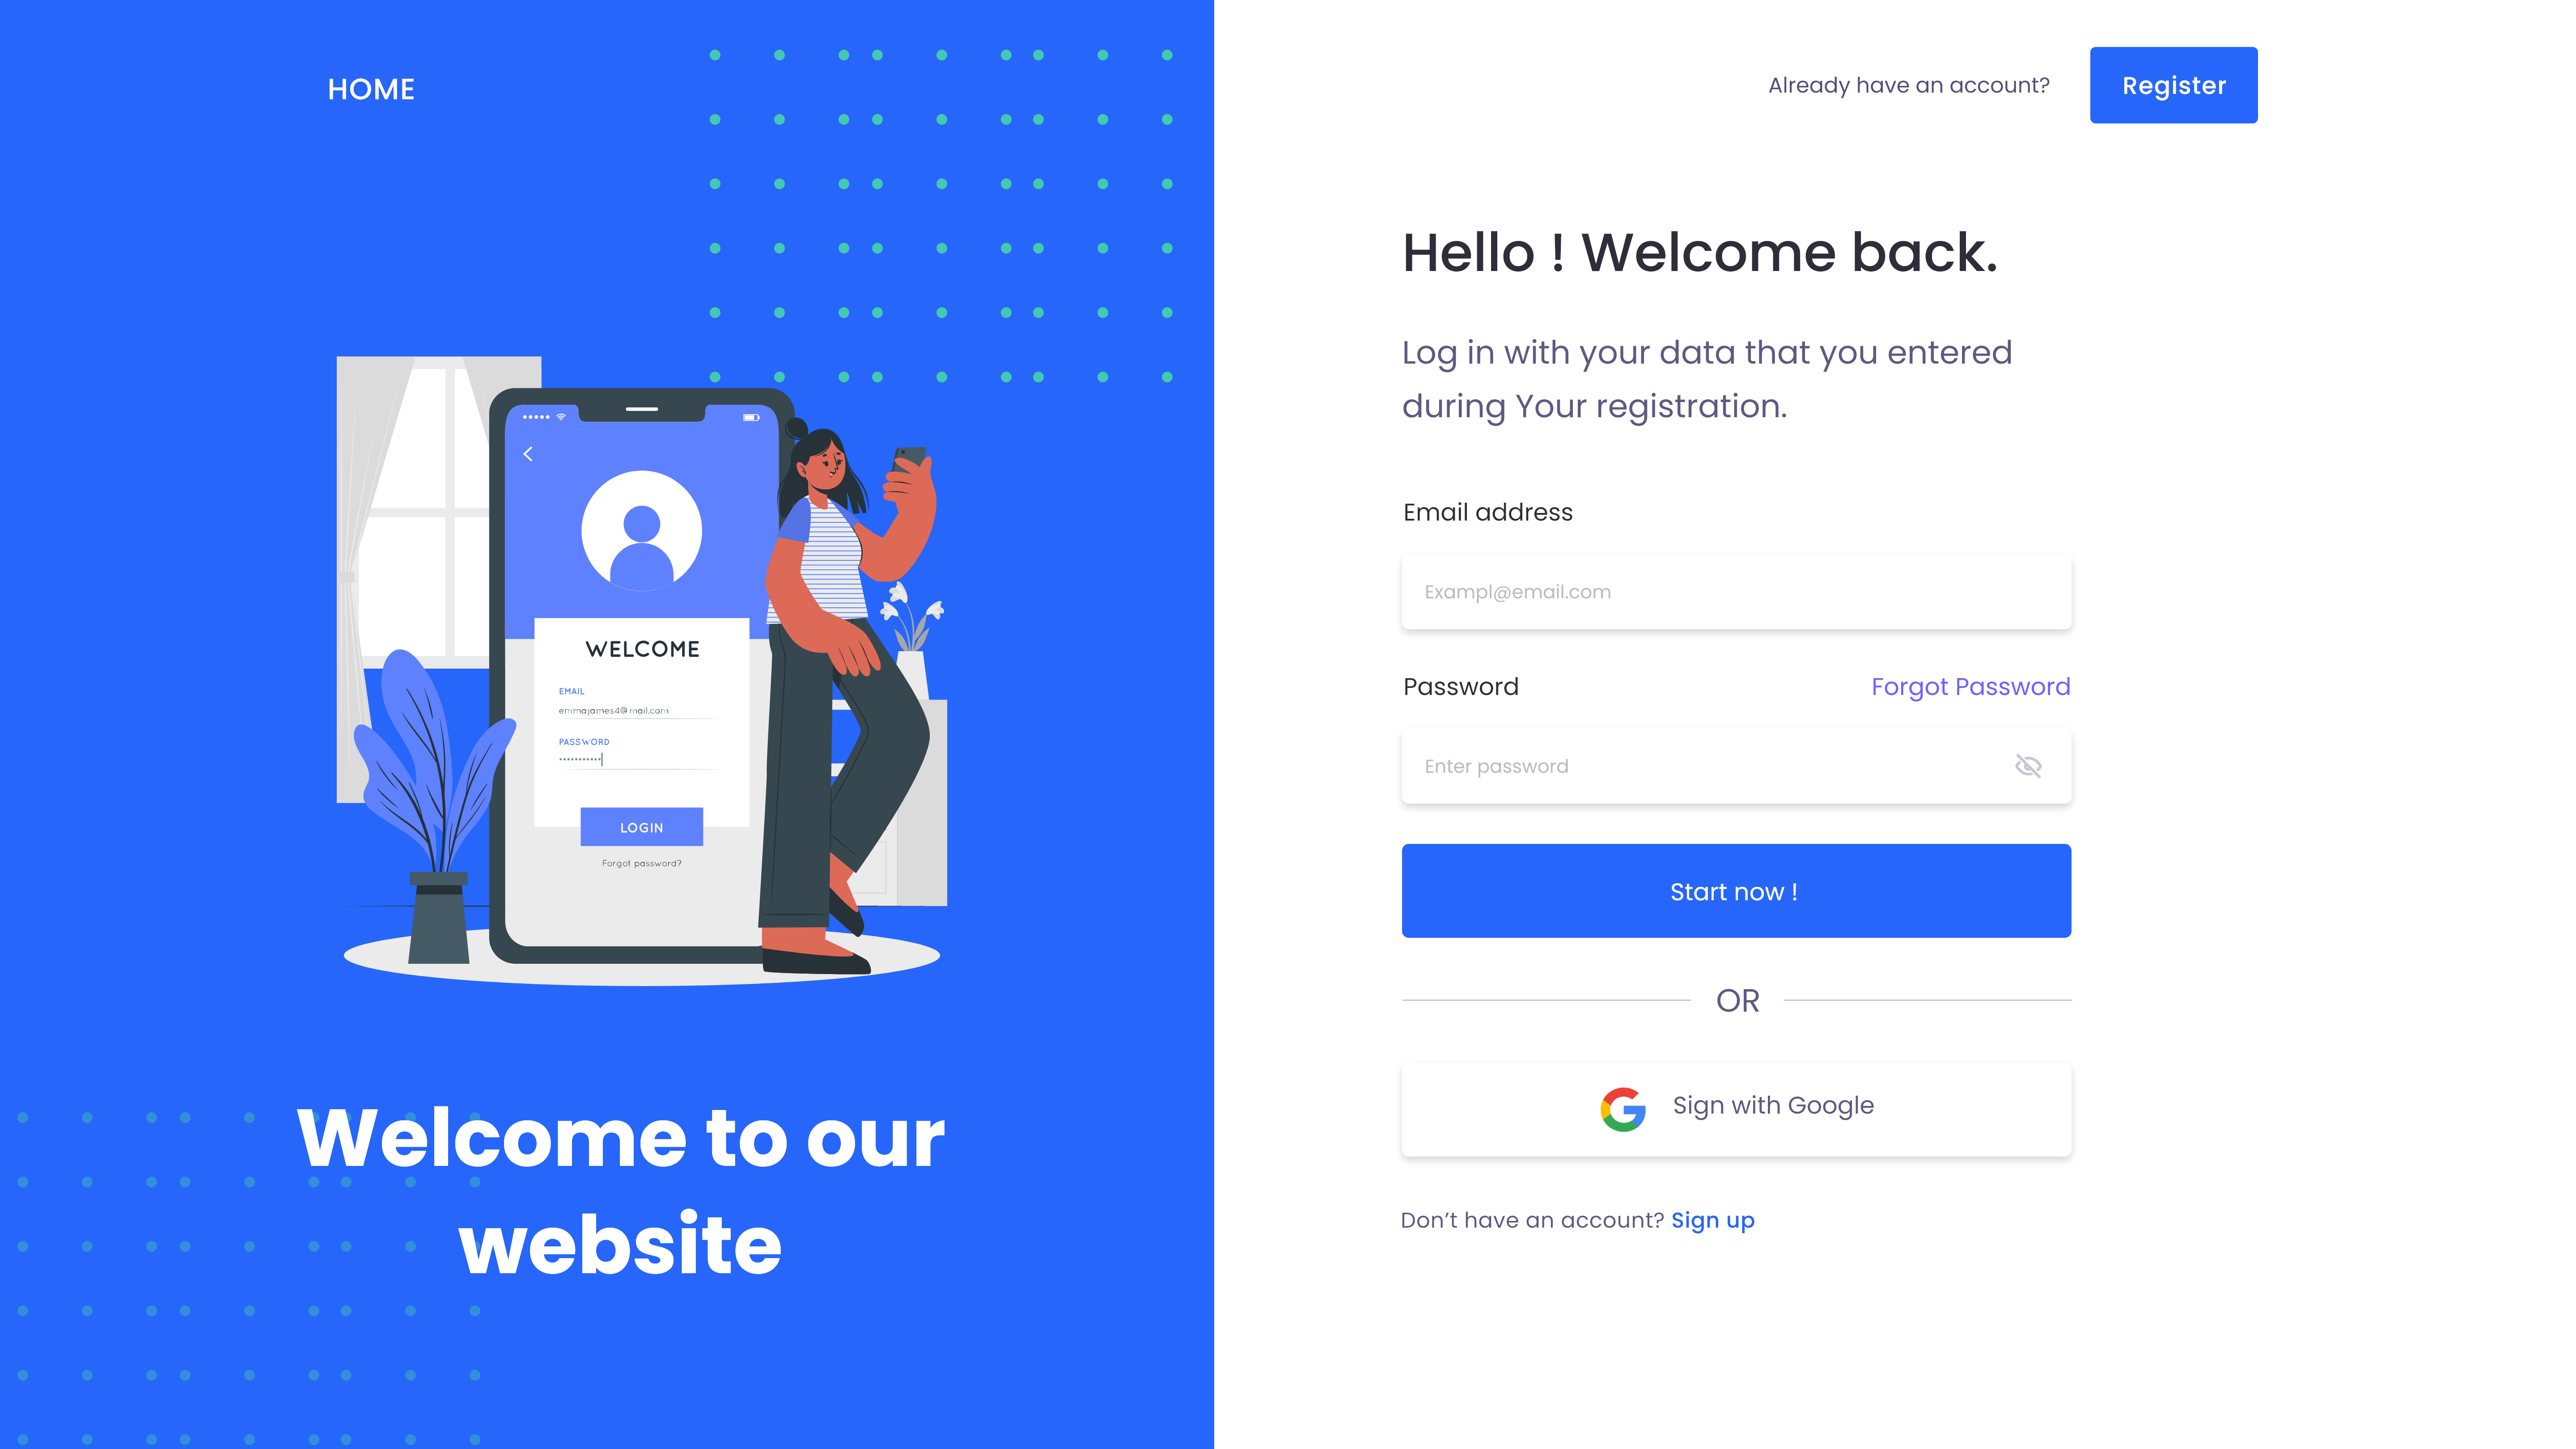 HOME
WELCOME
EMAIL
emmajames4@mail.com
PASSWORD
***********
LOGIN
Forgot password?
Welcome to our
website
Already have an account?
Register
Hello ! Welcome back.
Log in with your data that you entered
during Your registration.
Email address
Exampl@email.com
Password
Forgot Password
Enter password
Start now !
OR
Sign with Google
Don’t have an account? Sign up